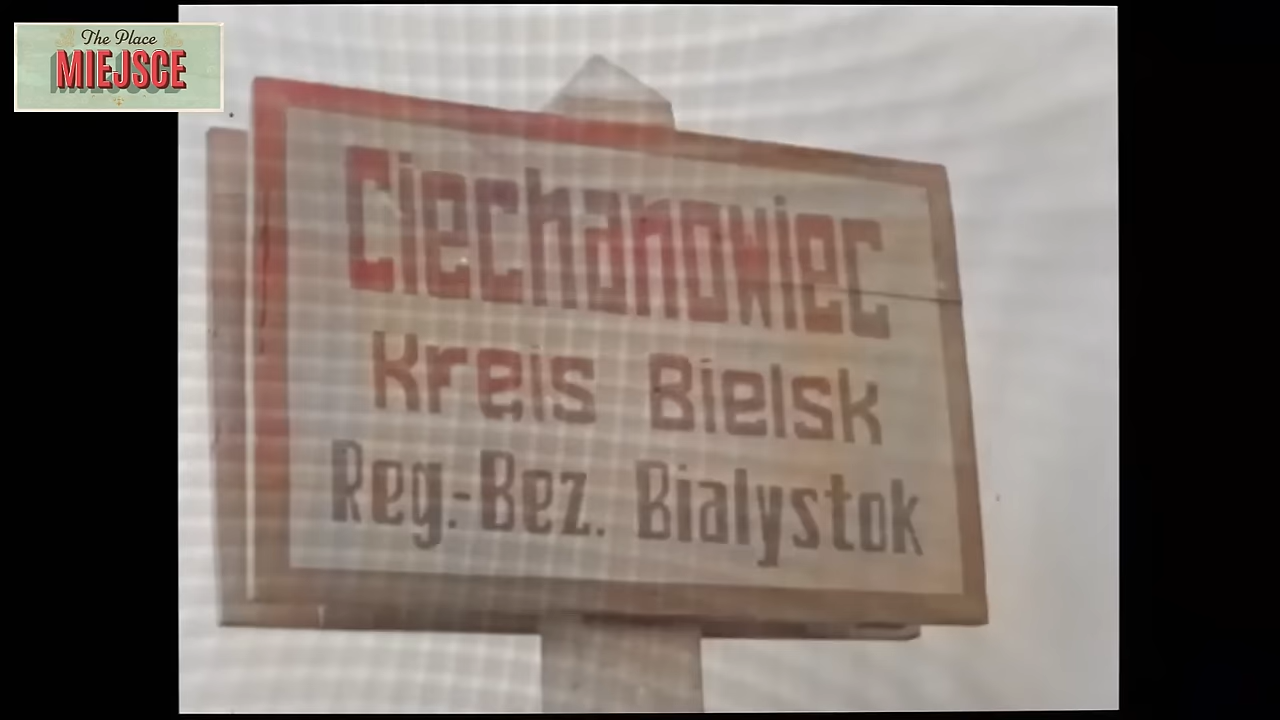 The Place
MIEJSCE
Ciechanowiec
Kreis Bielsk
Reg.-Bez. Bialystok